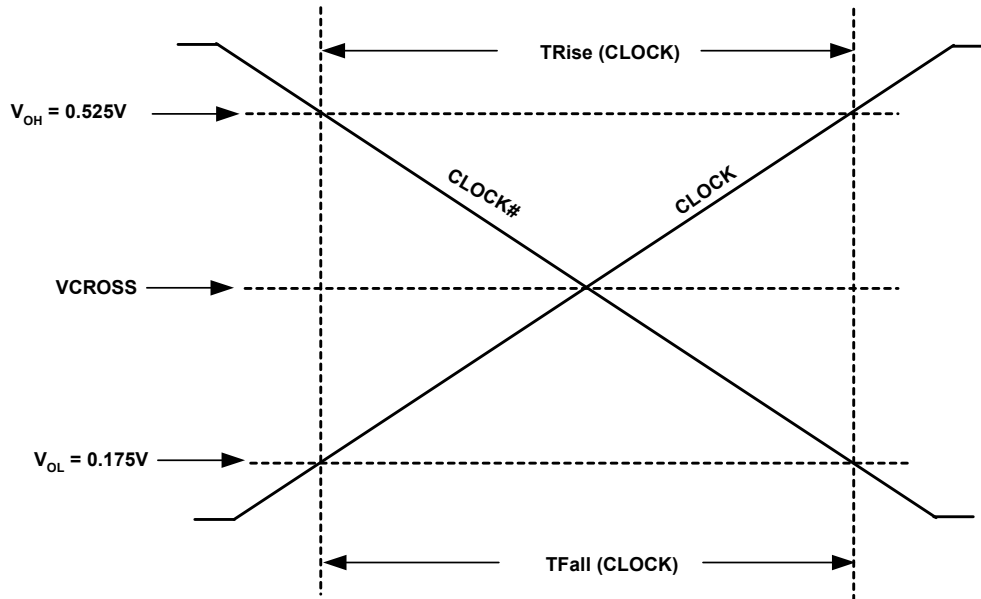 TRise (CLOCK)
VOH = 0.525V
CLOCK#
CLOCK
VCROSS
VOL = 0.175V
TFall (CLOCK)